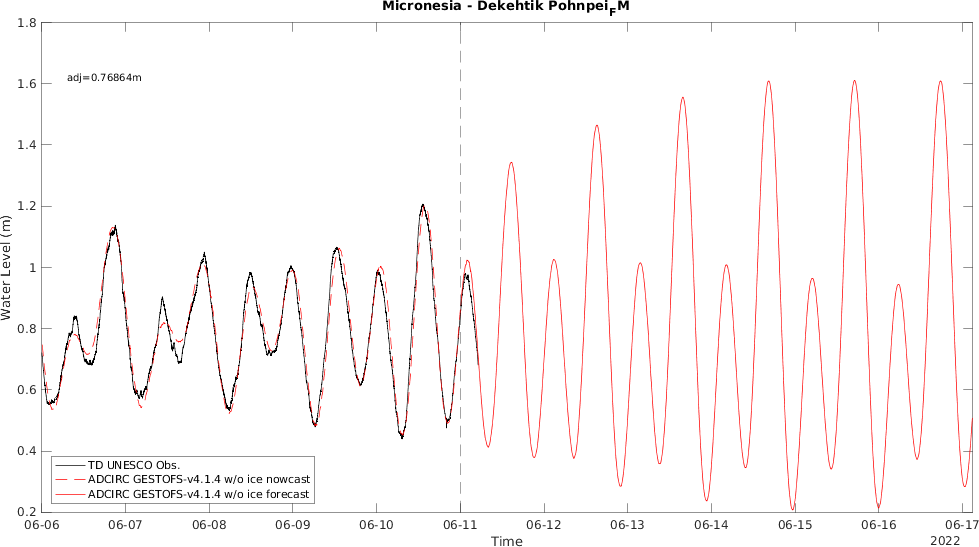 Micronesia - Dekehtik PohnpeiFM
1.8
1.6
1.4
1.2
1
0.8
0.6
0.4
0.2
Water Level (m)
adj=0.76864m
TD UNESCO Obs.
ADCIRC GESTOFS-v4.1.4 w/o ice nowcast
ADCIRC GESTOFS-v4.1.4 w/o ice forecast
06-06 06-07 06-08 06-09 06-10 06-11 06-12 06-13 06-14 06-15 06-16 06-17
Time
2022